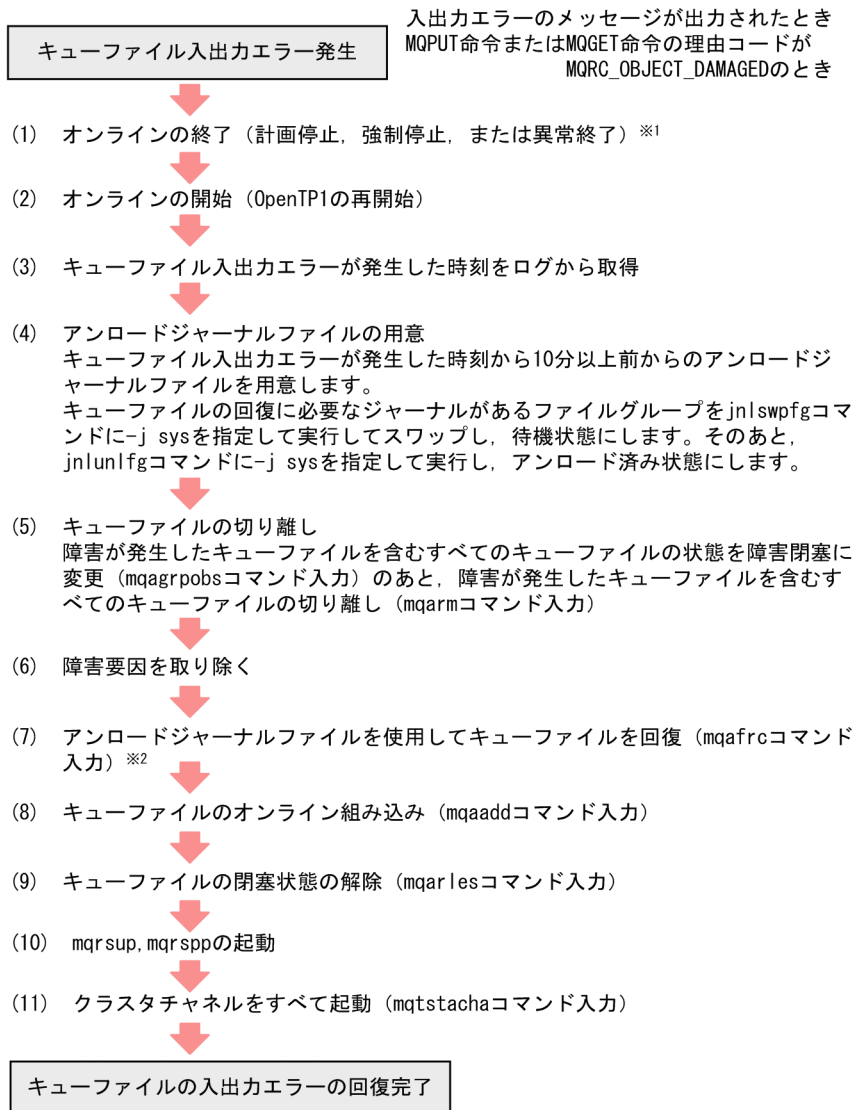 入出力エラーのメッセージが出力されたとき
MQPUT命令またはMQGET命令の理由コードが
MQRC_OBJECT_DAMAGEDのとき
キューファイル入出力エラー発生
(1) オンラインの終了（計画停止，強制停止，または異常終了）※1
(2) オンラインの開始（OpenTP1の再開始）
(3) キューファイル入出力エラーが発生した時刻をログから取得
(4) アンロードジャーナルファイルの用意
キューファイル入出力エラーが発生した時刻から10分以上前からのアンロードジ
ャーナルファイルを用意します。
キューファイルの回復に必要なジャーナルがあるファイルグループをjnlswpfgコマ
ンドに-j sysを指定して実行してスワップし，待機状態にします。そのあと，
jnlunlfgコマンドに-j sysを指定して実行し，アンロード済み状態にします。
(5) キューファイルの切り離し
障害が発生したキューファイルを含むすべてのキューファイルの状態を障害閉塞に
変更（mqagrpobsコマンド入力）のあと，障害が発生したキューファイルを含むす
べてのキューファイルの切り離し（mqarmコマンド入力）
(6) 障害要因を取り除く
(7) アンロードジャーナルファイルを使用してキューファイルを回復（mqafrcコマンド
入力）※2
(8) キューファイルのオンライン組み込み（mqaaddコマンド入力）
(9) キューファイルの閉塞状態の解除（mqarlesコマンド入力）
(10) mqrsup,mqrsppの起動
(11) クラスタチャネルをすべて起動（mqtstachaコマンド入力）
キューファイルの入出力エラーの回復完了